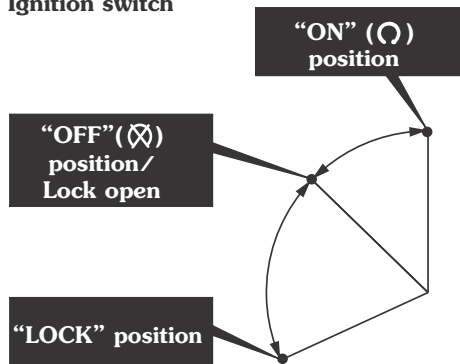 Ignition switch
“ON” (Ω)
position
“OFF”(⊗)
position/
Lock open
“LOCK” position